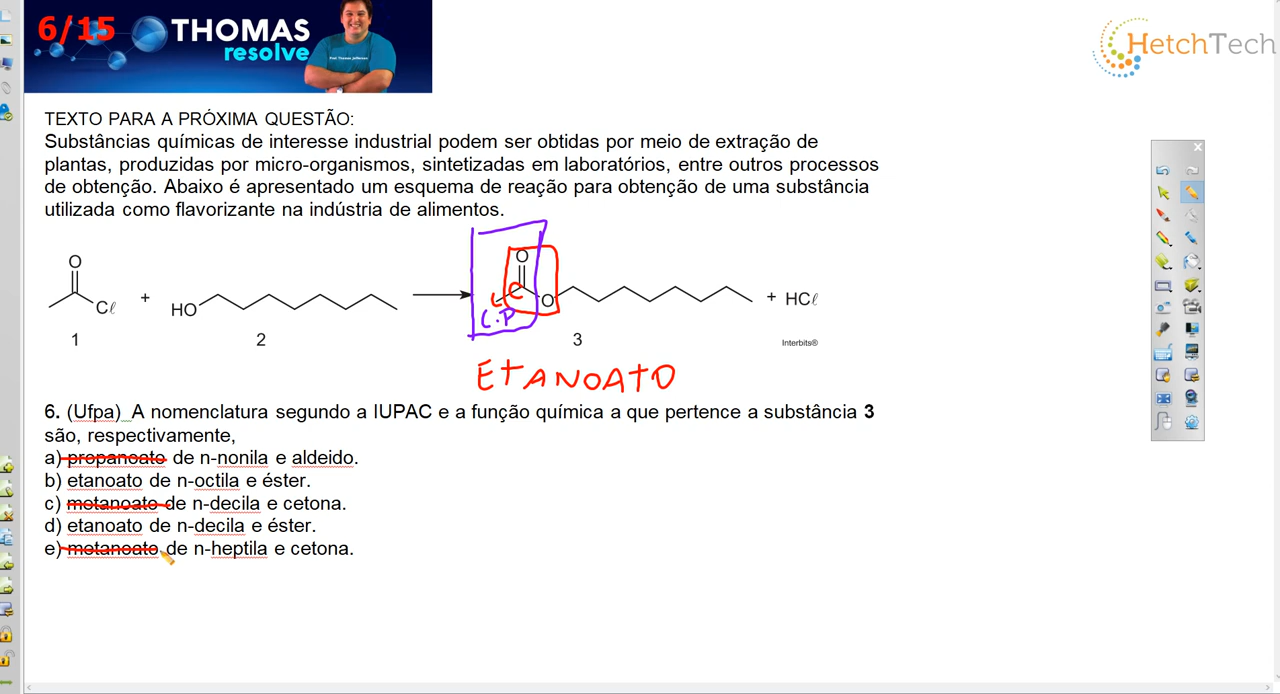 6/15
THOMAS
resolve
HetchTech
TEXTO PARA A PRÓXIMA QUESTÃO:
Substâncias químicas de interesse industrial podem ser obtidas por meio de extração de
plantas, produzidas por micro-organismos, sintetizadas em laboratórios, entre outros processos
de obtenção. Abaixo é apresentado um esquema de reação para obtenção de uma substância
utilizada como flavorizante na indústria de alimentos.
O
Cℓ
+
HO
O
C
C
O
C.P
+ HCℓ
1
2
3
Interbits®
ETANOATO
6. (Ufpa) A nomenclatura segundo a IUPAC e a função química a que pertence a substância 3
são, respectivamente,
a) propanoato de n-nonila e aldeido.
b) etanoato de n-octila e éster.
c) metanoato de n-decila e cetona.
d) etanoato de n-decila e éster.
e) metanoato de n-heptila e cetona.